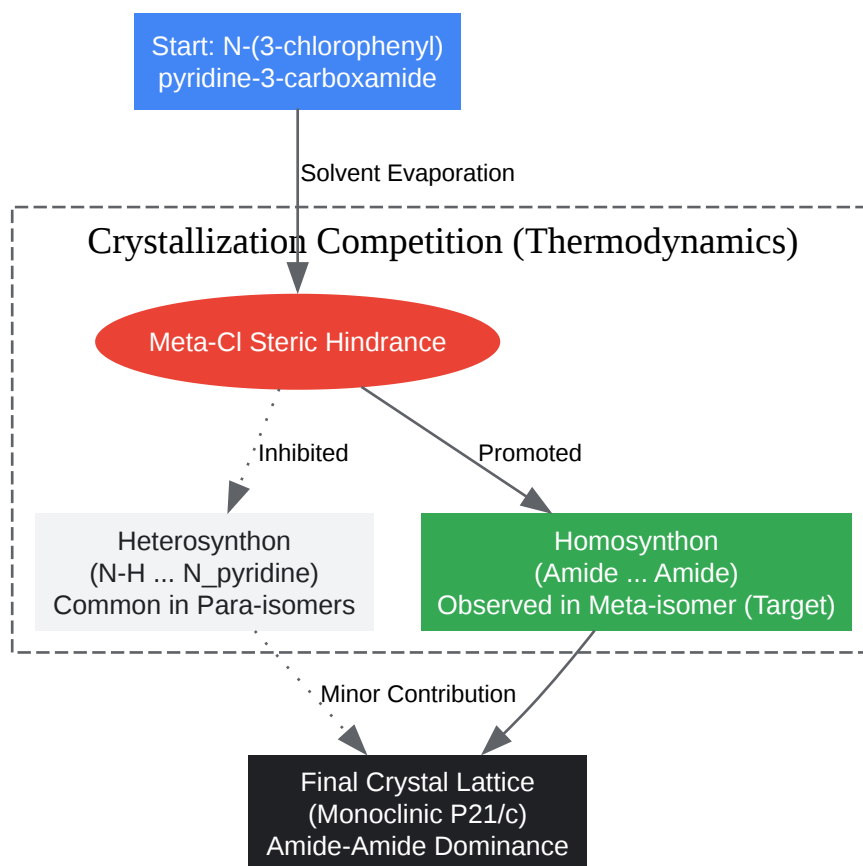 Start: N-(3-chlorophenyl)
pyridine-3-carboxamide
Solvent Evaporation
Crystallization Competition (Thermodynamics)
Meta-Cl Steric Hindrance
Inhibited
Promoted
Heterosynthon
(N-H ... N_pyridine)
Common in Para-isomers
Homosynthon
(Amide ... Amide)
Observed in Meta-isomer (Target)
Minor Contribution
Final Crystal Lattice
(Monoclinic P21/c)
Amide-Amide Dominance